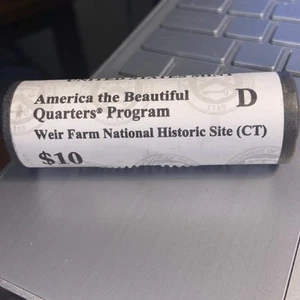 America the Beautiful
Quarters® Program
D
Weir Farm National Historic Site (CT)
$10